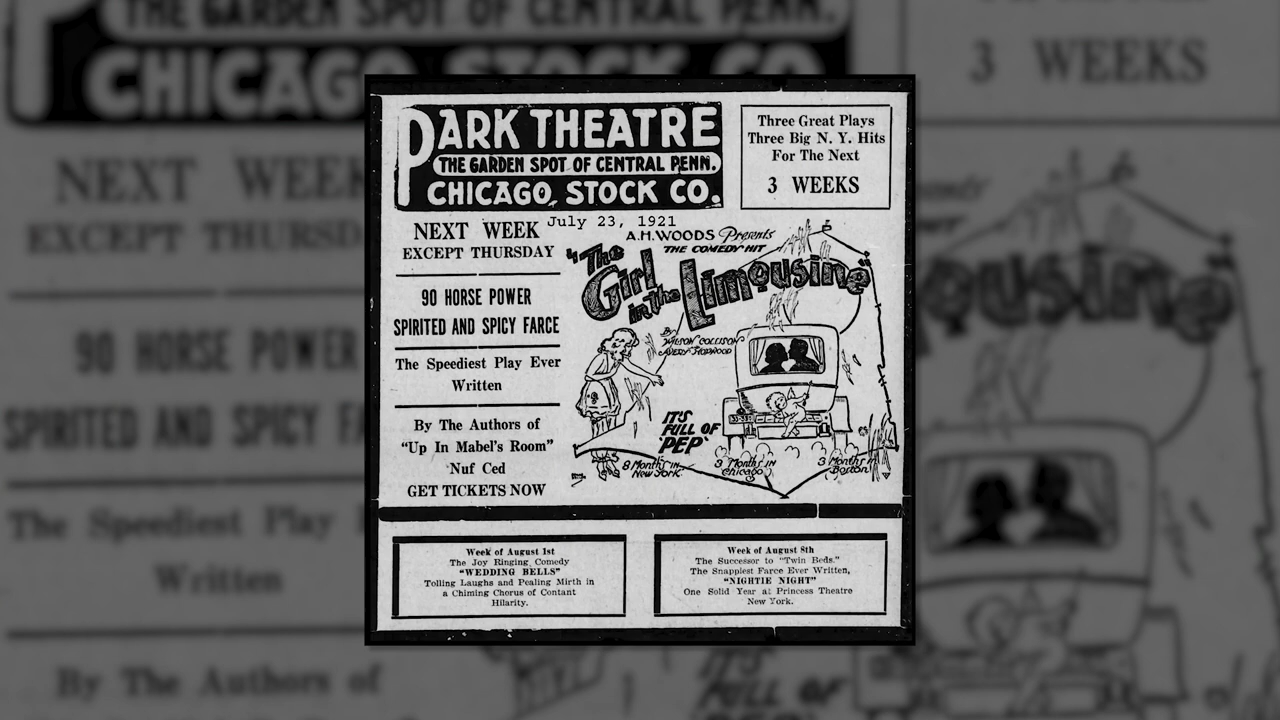 PARK THEATRE
THE GARDEN SPOT OF CENTRAL PENN.
CHICAGO, STOCK CO.
Three Great Plays
Three Big N. Y. Hits
For The Next
3 WEEKS
July 23, 1921
NEXT WEEK
EXCEPT THURSDAY
90 HORSE POWER
SPIRITED AND SPICY FARCE
The Speediest Play Ever
Written
By The Authors of
"Up In Mabel's Room"
Nuf Ced
GET TICKETS NOW
A.H. WOODS Presents
THE COMEDY HIT
"The
Girl
in the Limousine"
By
WILSON COLLISON
AVERY HOPWOOD
IT'S
FULL OF
'PEP'
8 Months in
New York.
3 Months in
Chicago
3 Months in
Boston.
Week of August 1st
The Joy Ringing Comedy
"WEDDING BELLS"
Tolling Laughs and Pealing Mirth in
a Chiming Chorus of Contant
Hilarity.
Week of August 8th
The Successor to "Twin Beds."
The Snappiest Farce Ever Written,
"NIGHTIE NIGHT"
One Solid Year at Princess Theatre
New York.